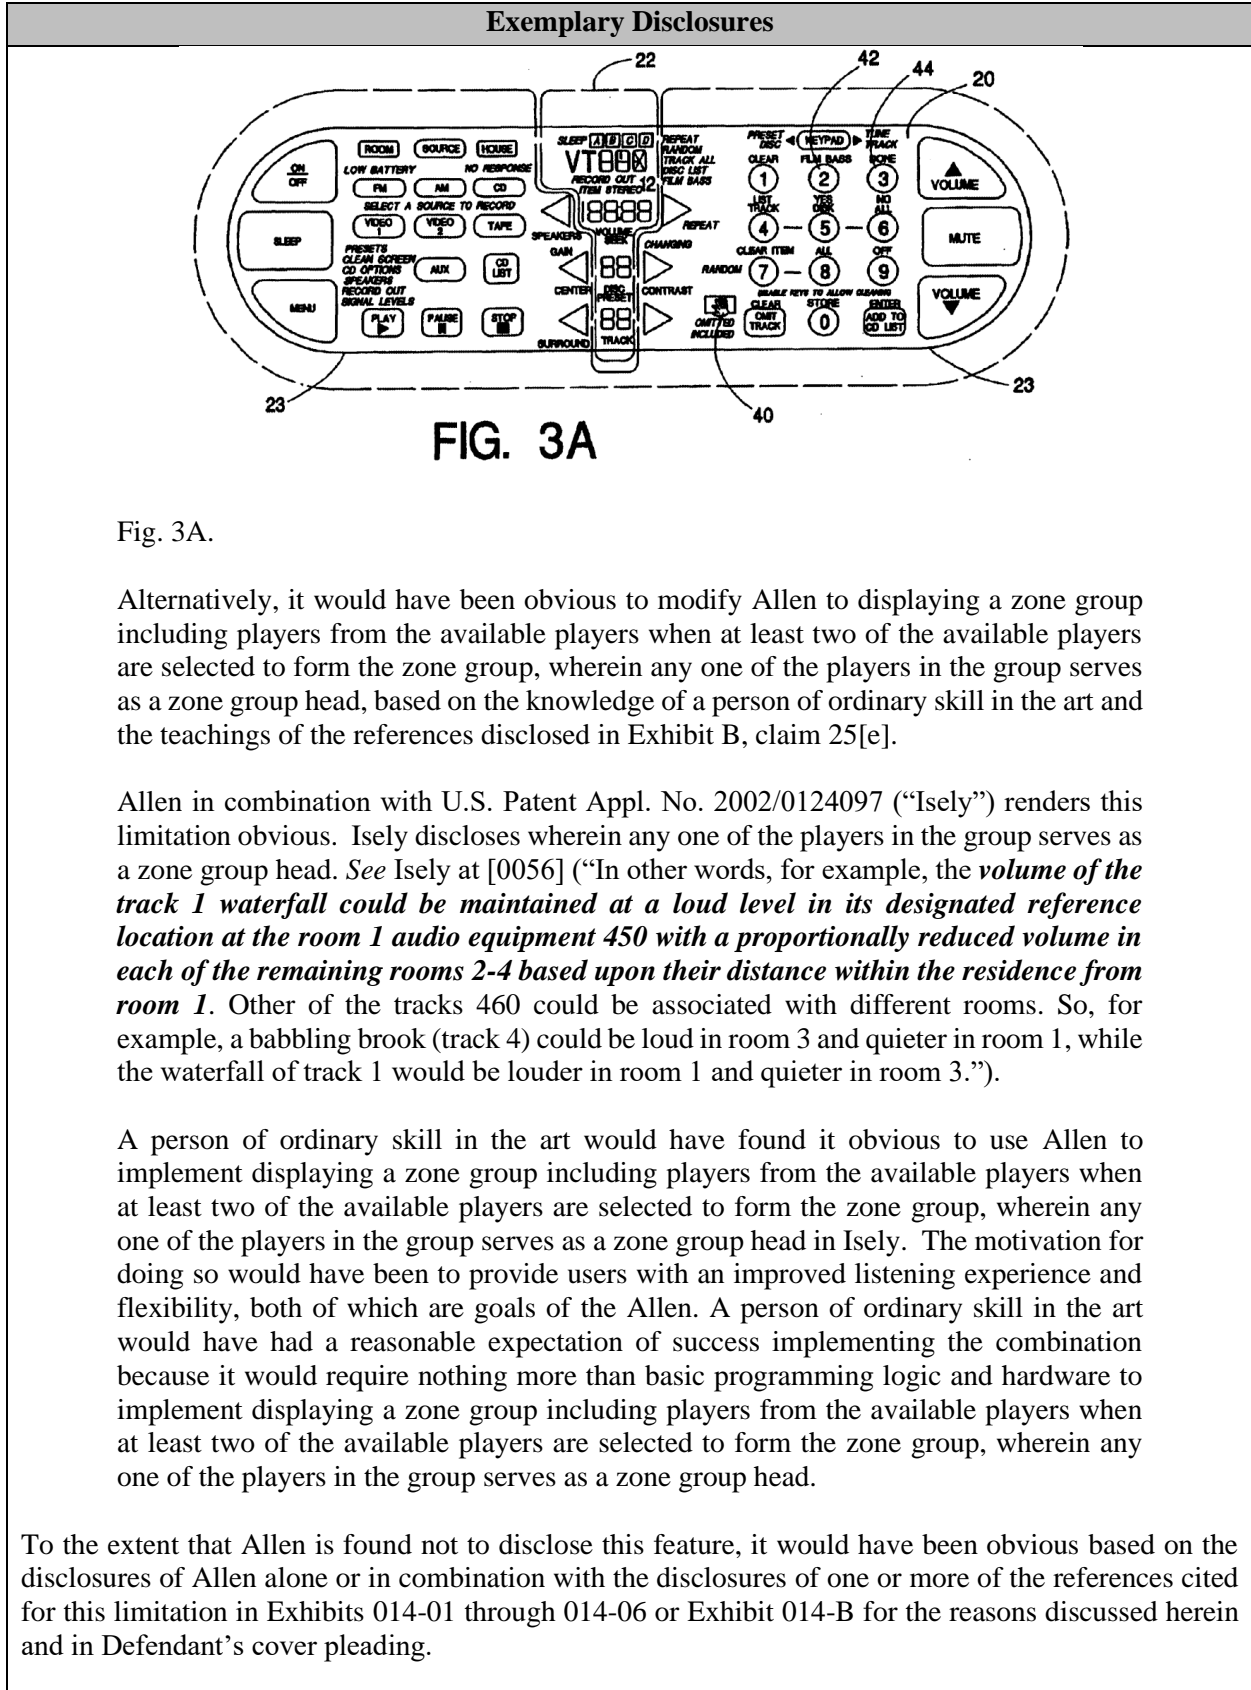 Exemplary Disclosures
22
42
44
20
ON
OFF
SLEEP
MENU
ROOM SOURCE HOUSE
LOW BATTERY NO RESPONSE
FM AM CD
SELECT A SOURCE TO RECORD
VIDEO 1 VIDEO 2 TAPE
PRESETS
CLEAN SCREEN
CD OPTIONS
SPEAKERS
RECORD OUT
SIGNAL LEVELS
AUX CD LIST
PLAY PAUSE STOP
SLEEP A B C D
REPEAT
RANDOM
TRACK ALL
DISC LIST
FILM BASS
RECORD OUT
ITEM STEREO 12
88:88
SPEAKERS VOLUME SEEK REPEAT
GAIN CHANGING
88
CENTER DISC PRESET CONTRAST
88
SURROUND TRACK
PRESET DISC KEYPAD TUNE TRACK
CLEAR FILM BASS DONE
1 2 3
LIST TRACK YES DISK NO ALL
4 5 6
CLEAR ITEM ALL OFF
RANDOM 7 8 9
DISABLE KEYS TO ALLOW CLEANING
CLEAR STORE ENTER
OMIT TRACK 0 ADD TO CD LIST
OMITTED
INCLUDED
VOLUME
MUTE
VOLUME
23
40
23
FIG. 3A
Fig. 3A.
Alternatively, it would have been obvious to modify Allen to displaying a zone group
including players from the available players when at least two of the available players
are selected to form the zone group, wherein any one of the players in the group serves
as a zone group head, based on the knowledge of a person of ordinary skill in the art and
the teachings of the references disclosed in Exhibit B, claim 25[e].
Allen in combination with U.S. Patent Appl. No. 2002/0124097 (“Isely”) renders this
limitation obvious. Isely discloses wherein any one of the players in the group serves as
a zone group head. See Isely at [0056] (“In other words, for example, the volume of the
track 1 waterfall could be maintained at a loud level in its designated reference
location at the room 1 audio equipment 450 with a proportionally reduced volume in
each of the remaining rooms 2-4 based upon their distance within the residence from
room 1. Other of the tracks 460 could be associated with different rooms. So, for
example, a babbling brook (track 4) could be loud in room 3 and quieter in room 1, while
the waterfall of track 1 would be louder in room 1 and quieter in room 3.”).
A person of ordinary skill in the art would have found it obvious to use Allen to
implement displaying a zone group including players from the available players when
at least two of the available players are selected to form the zone group, wherein any
one of the players in the group serves as a zone group head in Isely. The motivation for
doing so would have been to provide users with an improved listening experience and
flexibility, both of which are goals of the Allen. A person of ordinary skill in the art
would have had a reasonable expectation of success implementing the combination
because it would require nothing more than basic programming logic and hardware to
implement displaying a zone group including players from the available players when
at least two of the available players are selected to form the zone group, wherein any
one of the players in the group serves as a zone group head.
To the extent that Allen is found not to disclose this feature, it would have been obvious based on the
disclosures of Allen alone or in combination with the disclosures of one or more of the references cited
for this limitation in Exhibits 014-01 through 014-06 or Exhibit 014-B for the reasons discussed herein
and in Defendant’s cover pleading.